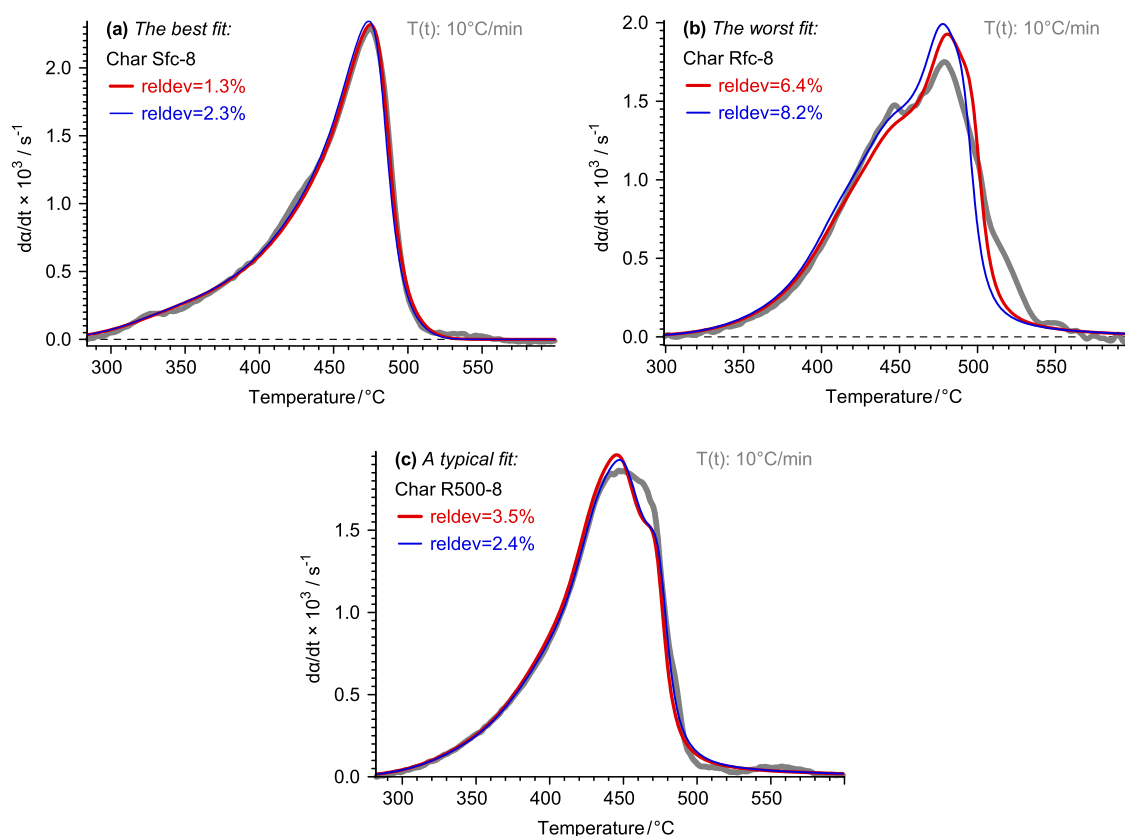 (a) The best fit:
T(t): 10°C/min
Char Sfc-8
reldev=1.3%
reldev=2.3%
2.0
1.5
1.0
0.5
0.0
dα/dt × 10³ / s⁻¹
300 350 400 450 500 550
Temperature/°C
(b) The worst fit:
T(t): 10°C/min
Char Rfc-8
reldev=6.4%
reldev=8.2%
2.0
1.5
1.0
0.5
0.0
dα/dt × 10³ / s⁻¹
300 350 400 450 500 550
Temperature/°C
(c) A typical fit:
T(t): 10°C/min
Char R500-8
reldev=3.5%
reldev=2.4%
1.5
1.0
0.5
0.0
dα/dt × 10³ / s⁻¹
300 350 400 450 500 550
Temperature/°C